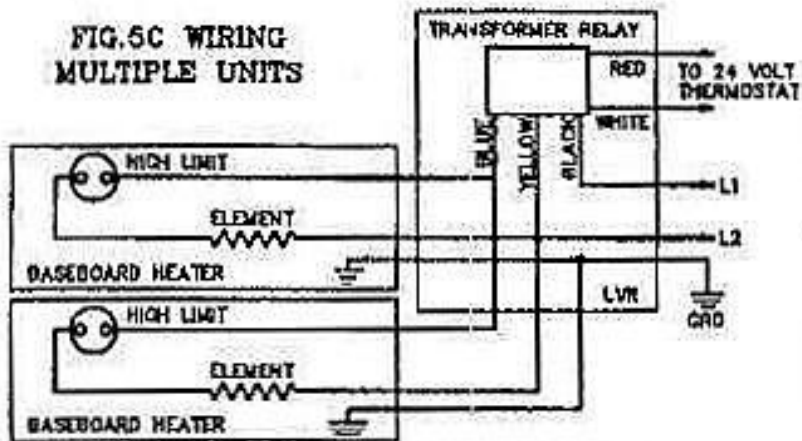 FIG.5C WIRING
MULTIPLE UNITS
TRANSFORMER RELAY
RED
TO 24 VOLT
THERMOSTAT
WHITE
BLUE
YELLOW
BLACK
HIGH LIMIT
L1
ELEMENT
L2
BASEBOARD HEATER
LVR
GRD
HIGH LIMIT
ELEMENT
BASEBOARD HEATER